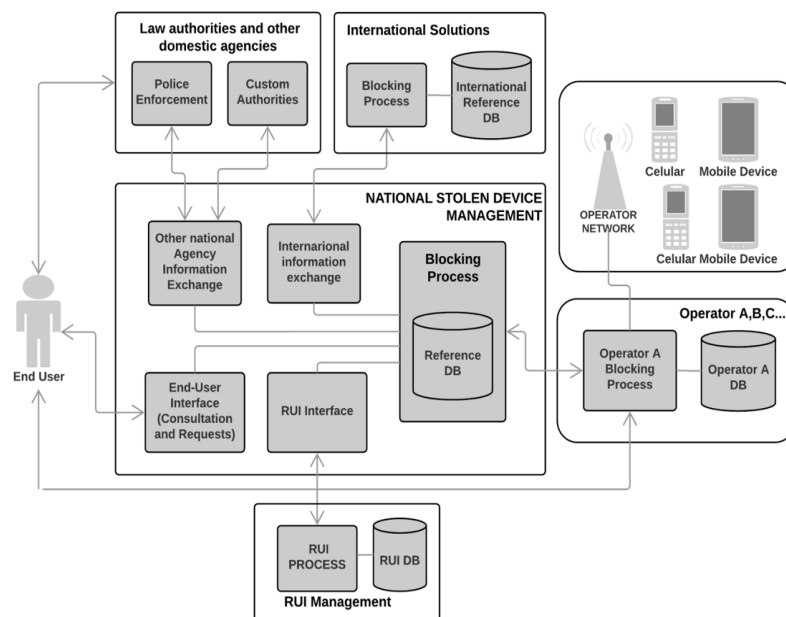 Law authorities and other
domestic agencies
Police
Enforcement
Custom
Authorities
International Solutions
Blocking
Process
International
Reference
DB
Celular
Mobile Device
OPERATOR
NETWORK
Celular
Mobile Device
NATIONAL STOLEN DEVICE
MANAGEMENT
Other national
Agency
Information
Exchange
Internarional
information
exchange
Blocking
Process
Reference
DB
End User
End-User
Interface
(Consultation
and
Requests)
RUI Interface
Operator A,B,C...
Operator A
Blocking
Process
Operator A
DB
RUI
PROCESS
RUI DB
RUI Management